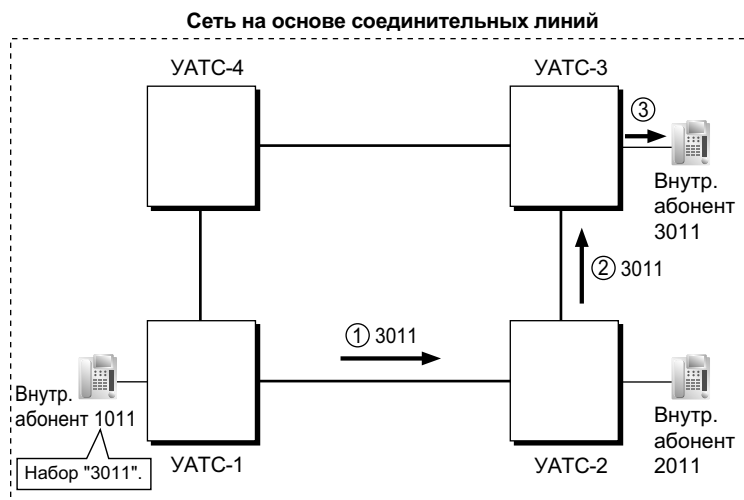 Сеть на основе соединительных линий
УАТС-4
УАТС-3
③
Внутр.
абонент
3011
② 3011
① 3011
Внутр.
абонент 1011
Набор "3011".
УАТС-1
УАТС-2
Внутр.
абонент
2011